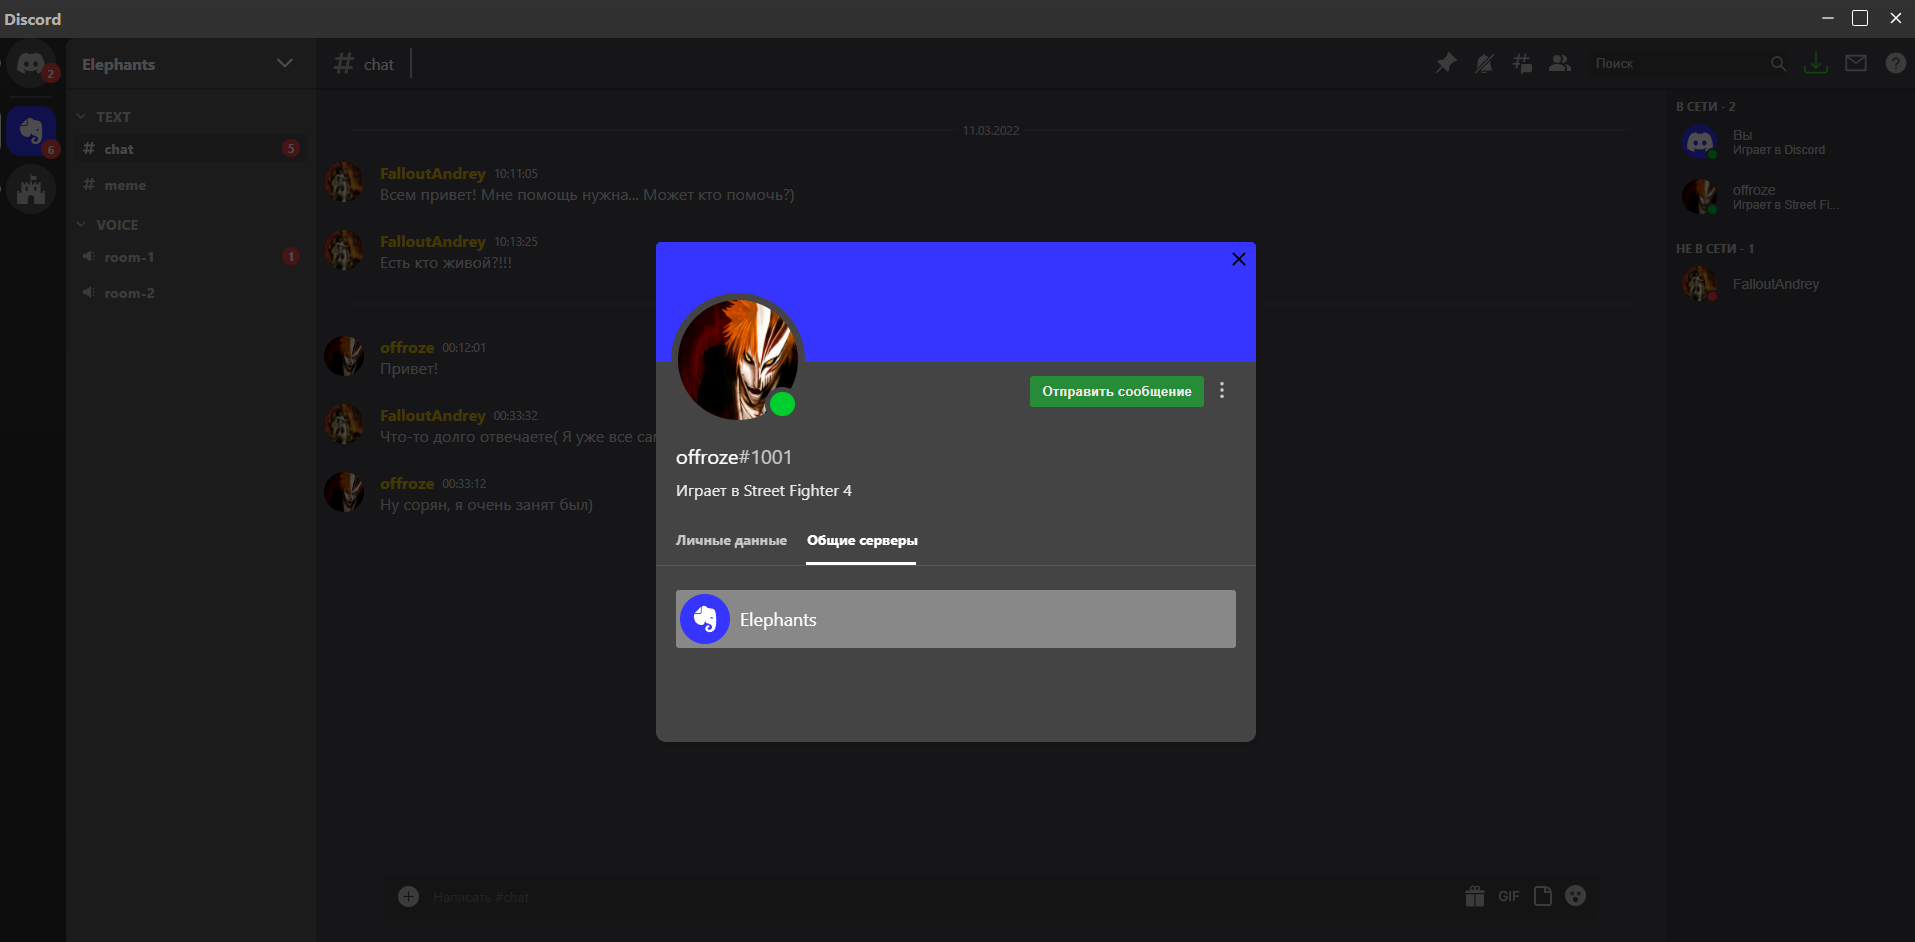 Discord
2
6
Elephants
TEXT
# chat
5
# meme
VOICE
room-1
1
room-2
# chat
Поиск
11.03.2022
FalloutAndrey 10:11:05
Всем привет! Мне помощь нужна... Может кто помочь?)
FalloutAndrey 10:13:25
Есть кто живой?!!!
offroze 00:12:01
Привет!
FalloutAndrey 00:33:32
Что-то долго отвечаете( Я уже все
offroze 00:33:12
Ну сорян, я очень занят был)
Написать #chat
GIF
Отправить сообщение
offroze#1001
Играет в Street Fighter 4
Личные данные Общие серверы
Elephants
В СЕТИ - 2
Вы
Играет в Discord
offroze
Играет в Street Fi...
НЕ В СЕТИ - 1
FalloutAndrey